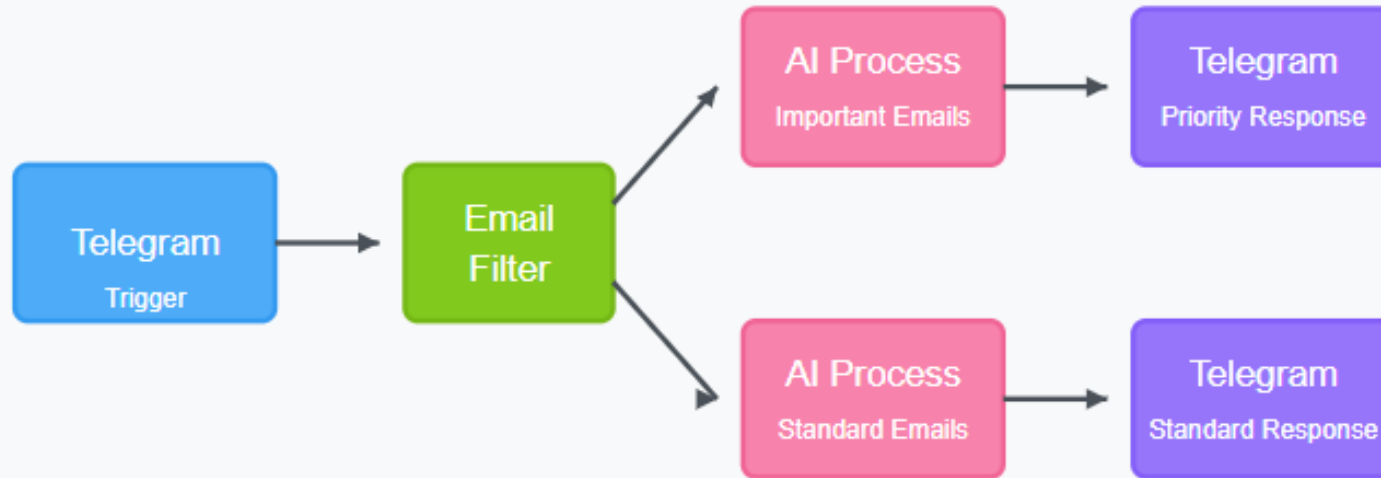 Telegram
Trigger
Email
Filter
AI Process
Important Emails
Telegram
Priority Response
AI Process
Standard Emails
Telegram
Standard Response